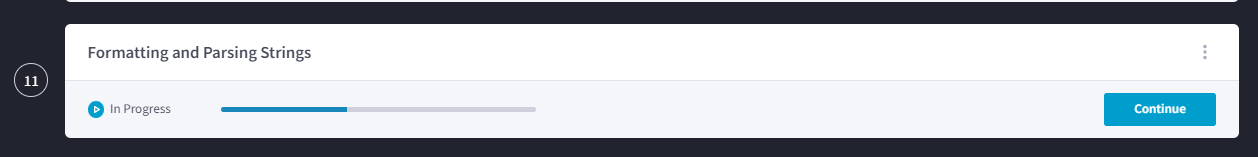 Formatting and Parsing Strings
11
In Progress
Continue